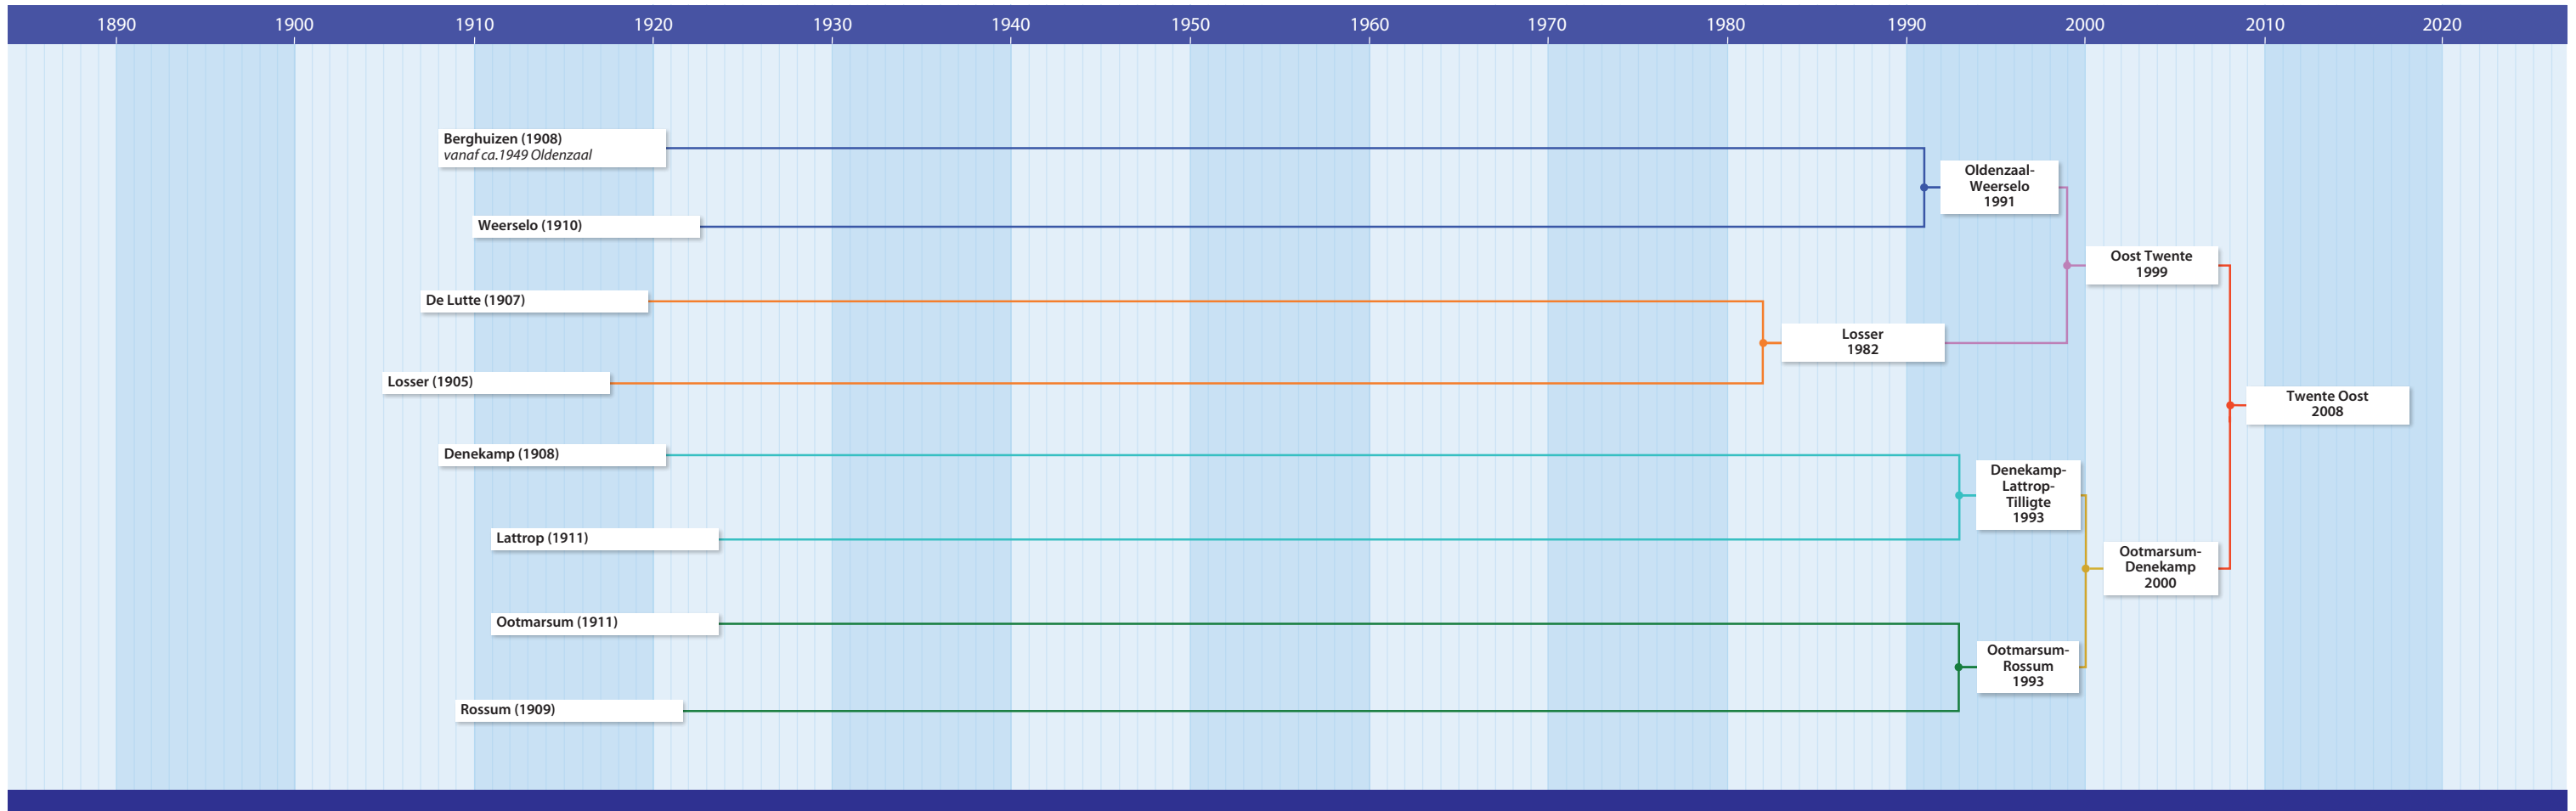 1890 1900 1910 1920 1930 1940 1950 1960 1970 1980 1990 2000 2010 2020
Berghuizen (1908)
vanaf ca.1949 Oldenzaal
Oldenzaal-
Weerselo
1991
Weerselo (1910)
Oost Twente
1999
De Lutte (1907)
Losser
1982
Losser (1905)
Twente Oost
2008
Denekamp (1908)
Denekamp-
Lattrop-
Tilligte
1993
Lattrop (1911)
Ootmarsum-
Denekamp
2000
Ootmarsum (1911)
Ootmarsum-
Rossum
1993
Rossum (1909)